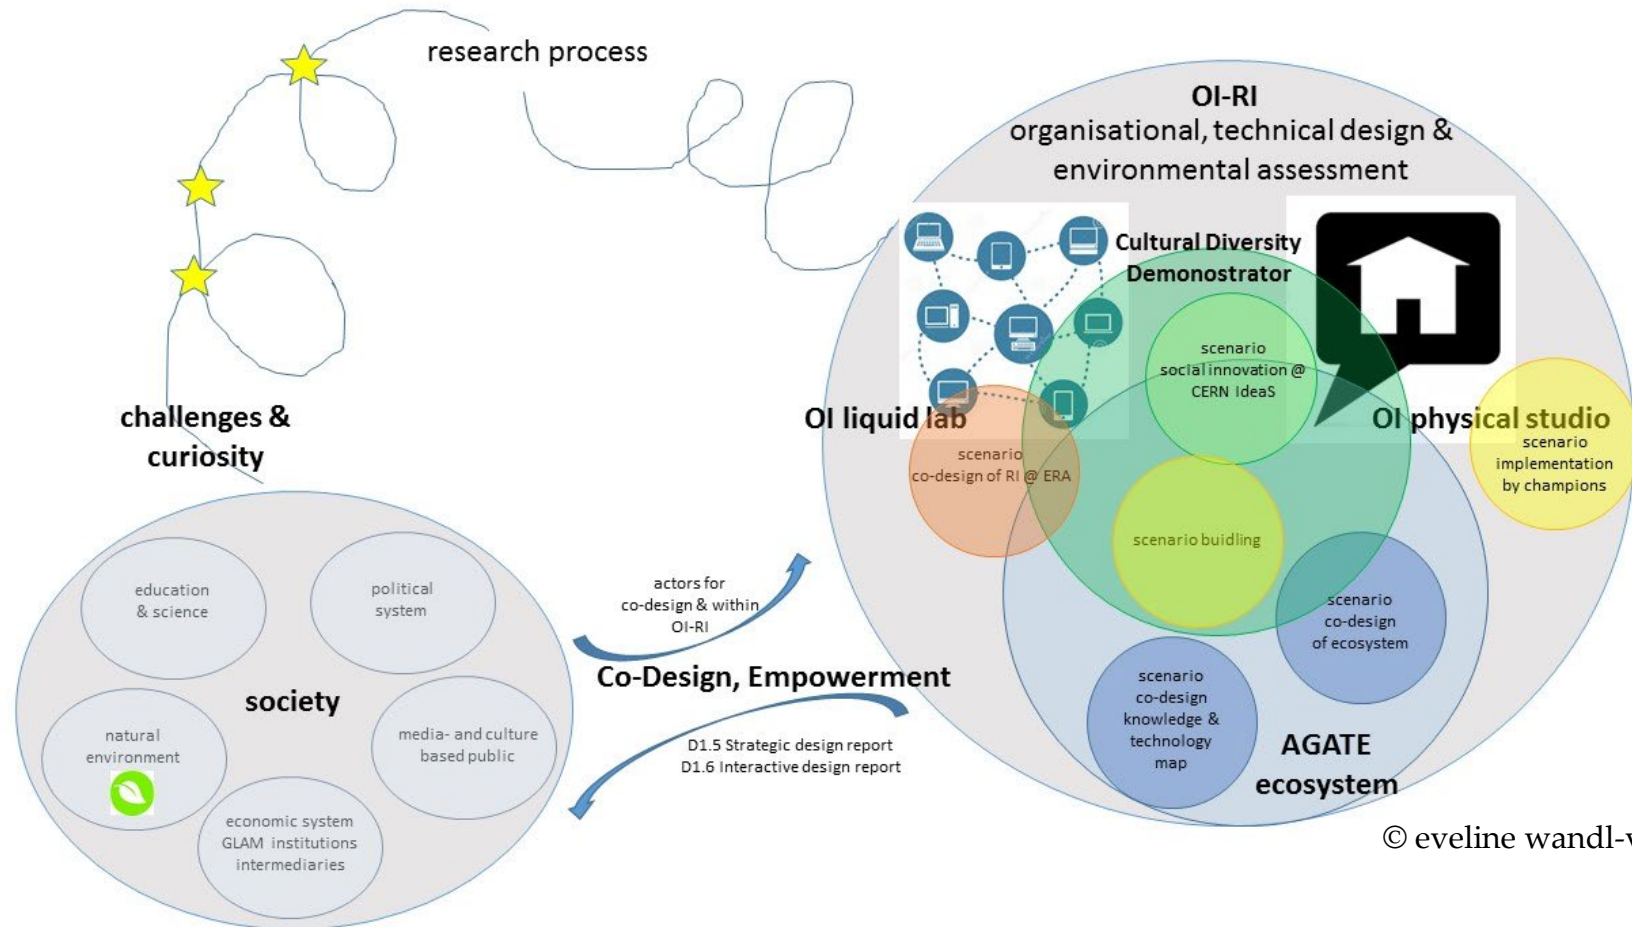 research process
challenges &
curiosity
society
education
& science
political
system
natural
environment
media- and culture
based public
economic system
GLAM institutions
intermediaries
actors for
co-design & within
OI-RI
Co-Design, Empowerment
D1.5 Strategic design report
D1.6 Interactive design report
OI-RI
organisational, technical design &
environmental assessment
Cultural Diversity
Demonostrator
OI liquid lab
OI physical studio
scenario
social innovation @
CERN IdeaS
scenario
co-design of RI @ ERA
scenario
implementation
by champions
scenario buidling
scenario
co-design
of ecosystem
scenario
co-design
knowledge &
technology
map
AGATE
ecosystem
© eveline